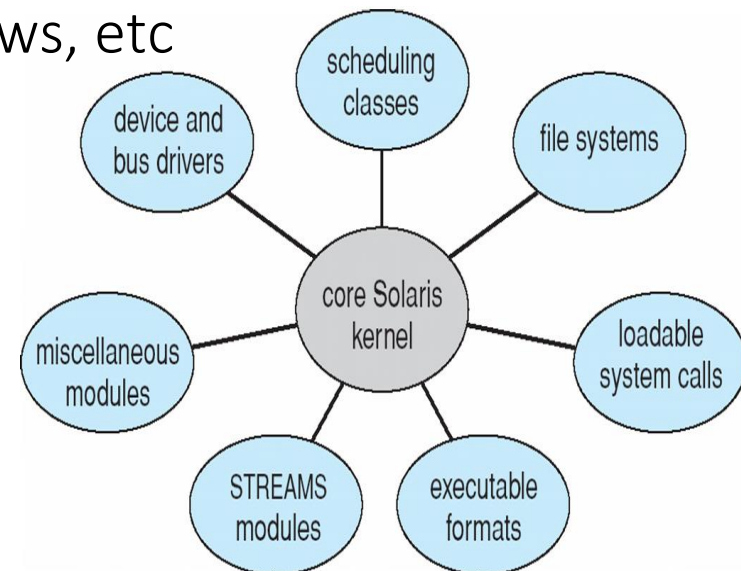 ws, etc
scheduling
classes
device and
bus drivers
file systems
core Solaris
kernel
miscellaneous
modules
loadable
system calls
STREAMS
modules
executable
formats